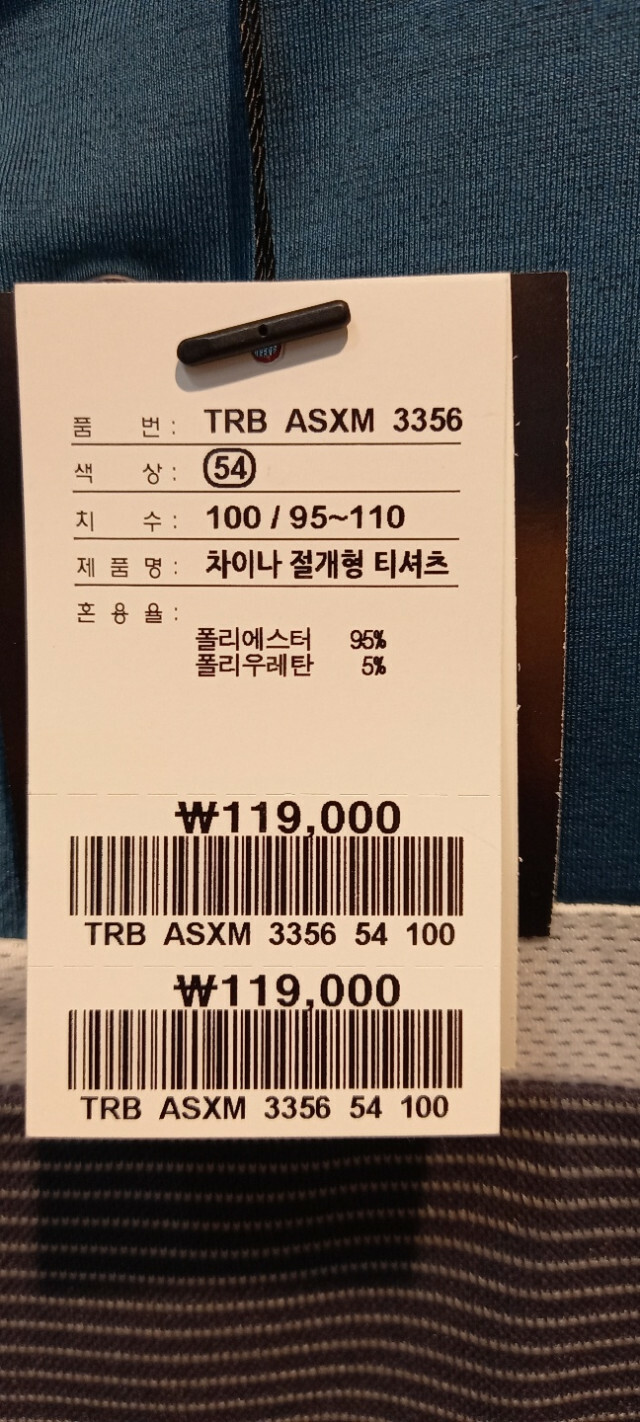 품 번 : TRB ASXM 3356
색 상 : 54
치 수 : 100 / 95~110
제 품 명 : 차이나 절개형 티셔츠
혼 용 율 :
폴리에스터 95%
폴리우레탄 5%
₩119,000
TRB ASXM 3356 54 100
₩119,000
TRB ASXM 3356 54 100